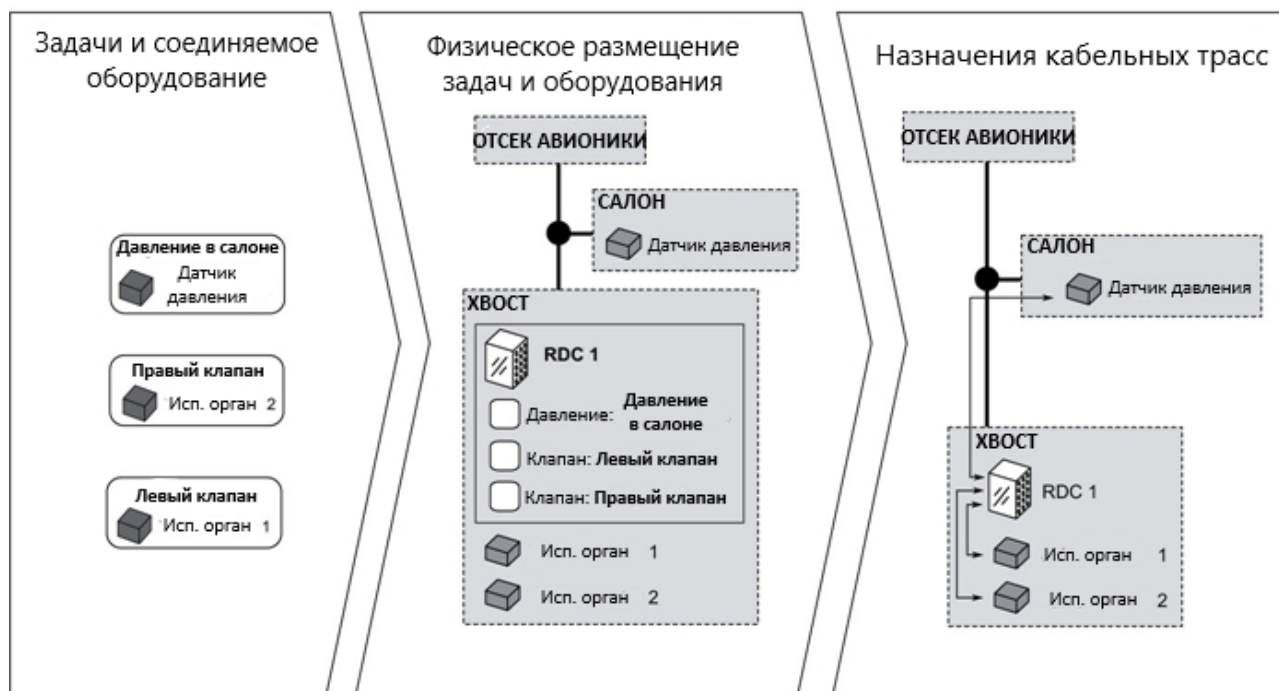 Задачи и соединяемое
оборудование
Давление в салоне
Датчик
давления
Правый клапан
Исп. орган 2
Левый клапан
Исп. орган 1
Физическое размещение
задач и оборудования
ОТСЕК АВИОНИКИ
САЛОН
Датчик давления
ХВОСТ
RDC 1
Давление: Давление
в салоне
Клапан: Левый клапан
Клапан: Правый клапан
Исп. орган 1
Исп. орган 2
Назначения кабельных трасс
ОТСЕК АВИОНИКИ
САЛОН
Датчик давления
ХВОСТ
RDC 1
Исп. орган 1
Исп. орган 2